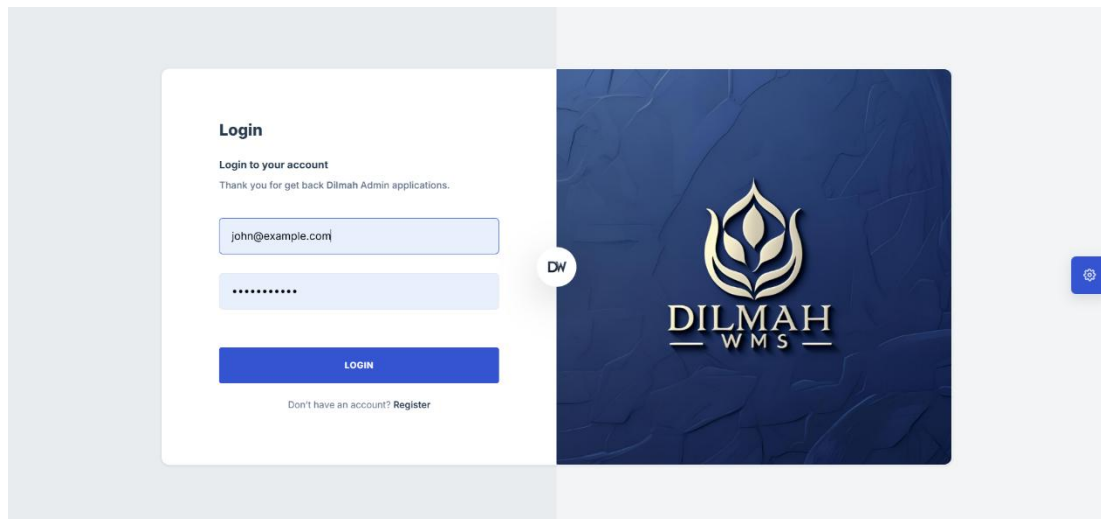 Login
Login to your account
Thank you for get back Dilmah Admin applications.
john@example.com
•••••••••••
LOGIN
Don't have an account? Register
DW
DILMAH
WMS